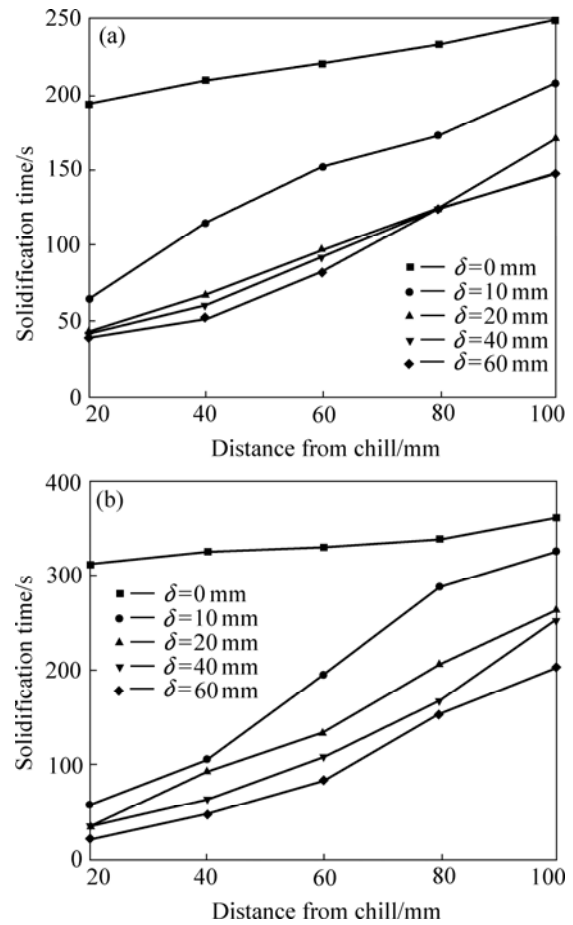 (a)
250
200
150
100
50
0
Solidification time/s
δ=0 mm
δ=10 mm
δ=20 mm
δ=40 mm
δ=60 mm
20 40 60 80 100
Distance from chill/mm
(b)
400
300
200
100
0
Solidification time/s
δ=0 mm
δ=10 mm
δ=20 mm
δ=40 mm
δ=60 mm
20 40 60 80 100
Distance from chill/mm